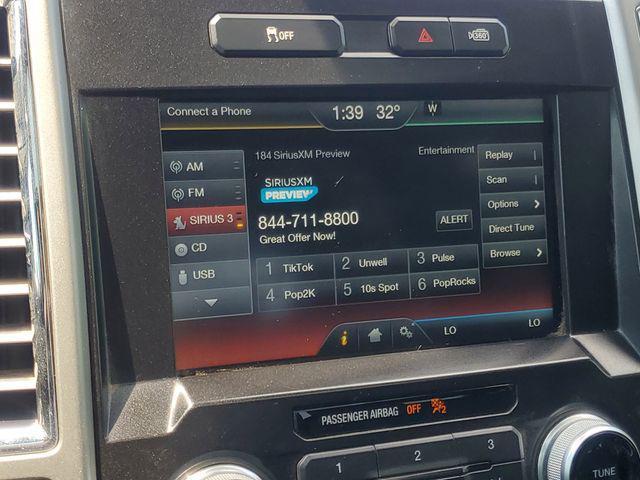 OFF
360
Connect a Phone 1:39 32° W
184 SiriusXM Preview Entertainment
AM
FM
SIRIUS 3
CD
USB
SIRIUSXM
PREVIEW
844-711-8800
Great Offer Now!
ALERT
Replay
Scan
Options
Direct Tune
Browse
1 TikTok 2 Unwell 3 Pulse
4 Pop2K 5 10s Spot 6 PopRocks
i
LO LO
PASSENGER AIRBAG OFF 2
1 2 3
TUNE